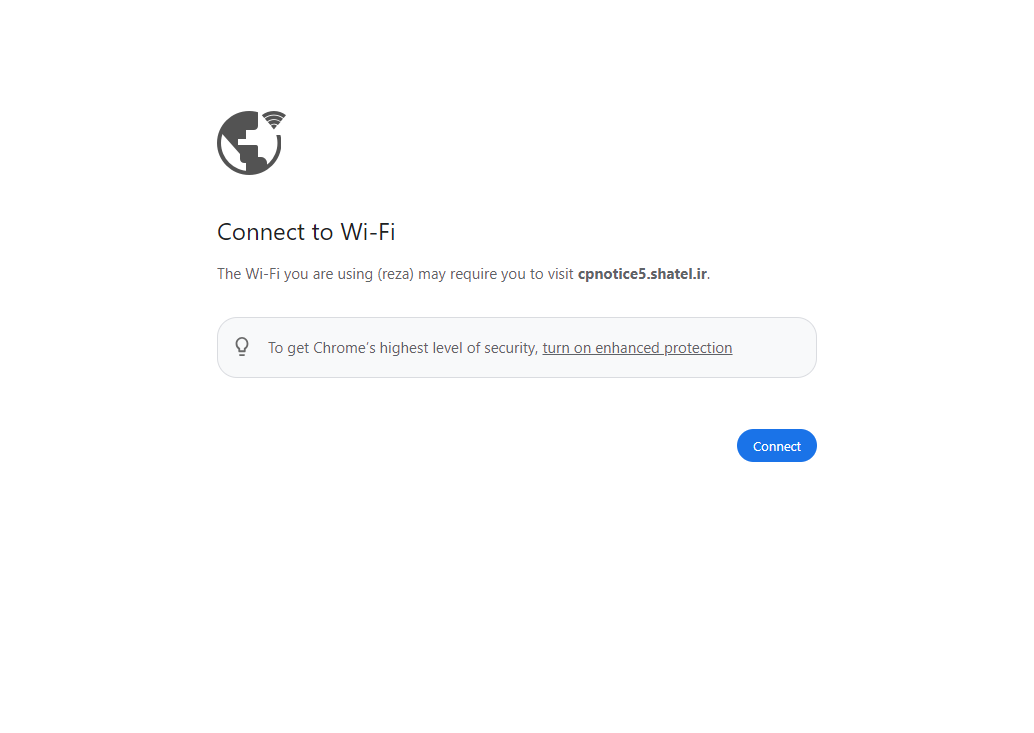 Connect to Wi-Fi
The Wi-Fi you are using (reza) may require you to visit cpnotice5.shatel.ir.
To get Chrome’s highest level of security, turn on enhanced protection
Connect